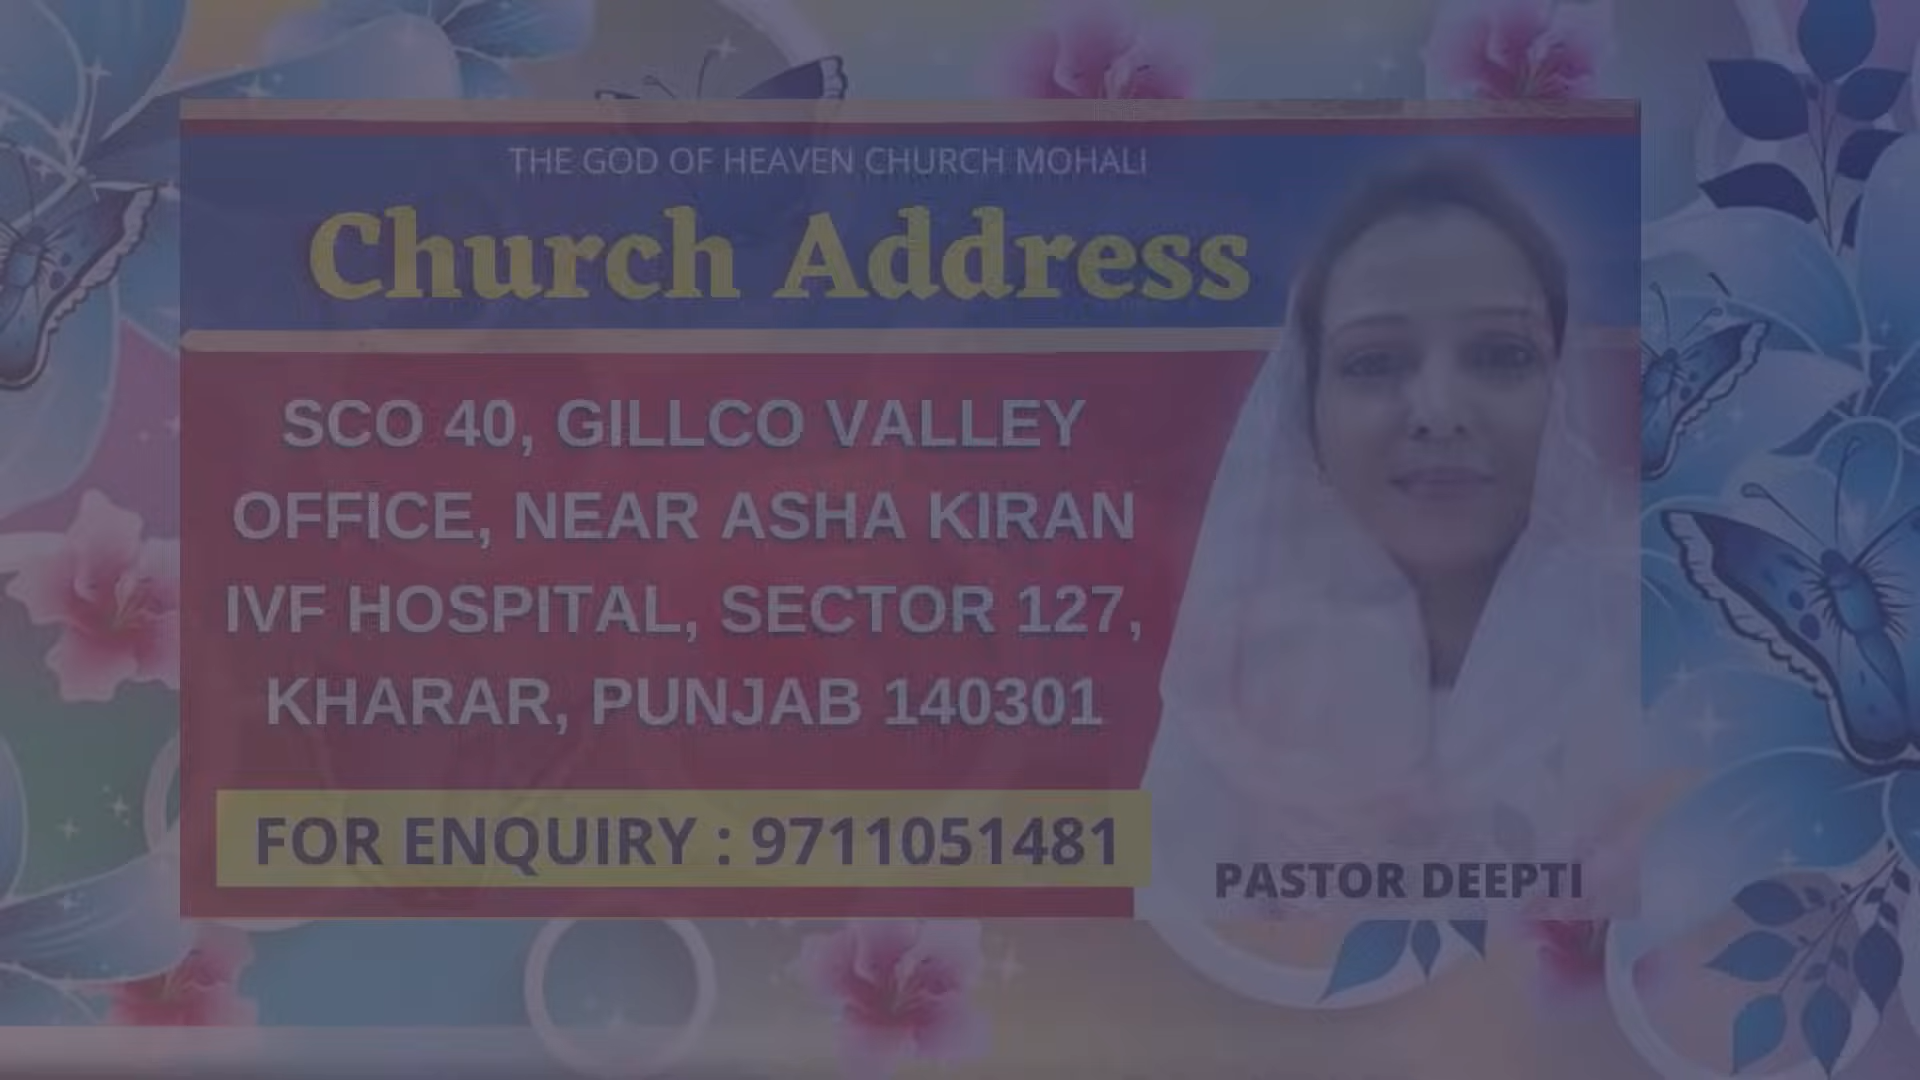 THE GOD OF HEAVEN CHURCH MOHALI
Church Address
SCO 40, GILLCO VALLEY
OFFICE, NEAR ASHA KIRAN
IVF HOSPITAL, SECTOR 127,
KHARAR, PUNJAB 140301
FOR ENQUIRY : 9711051481
PASTOR DEEPTI